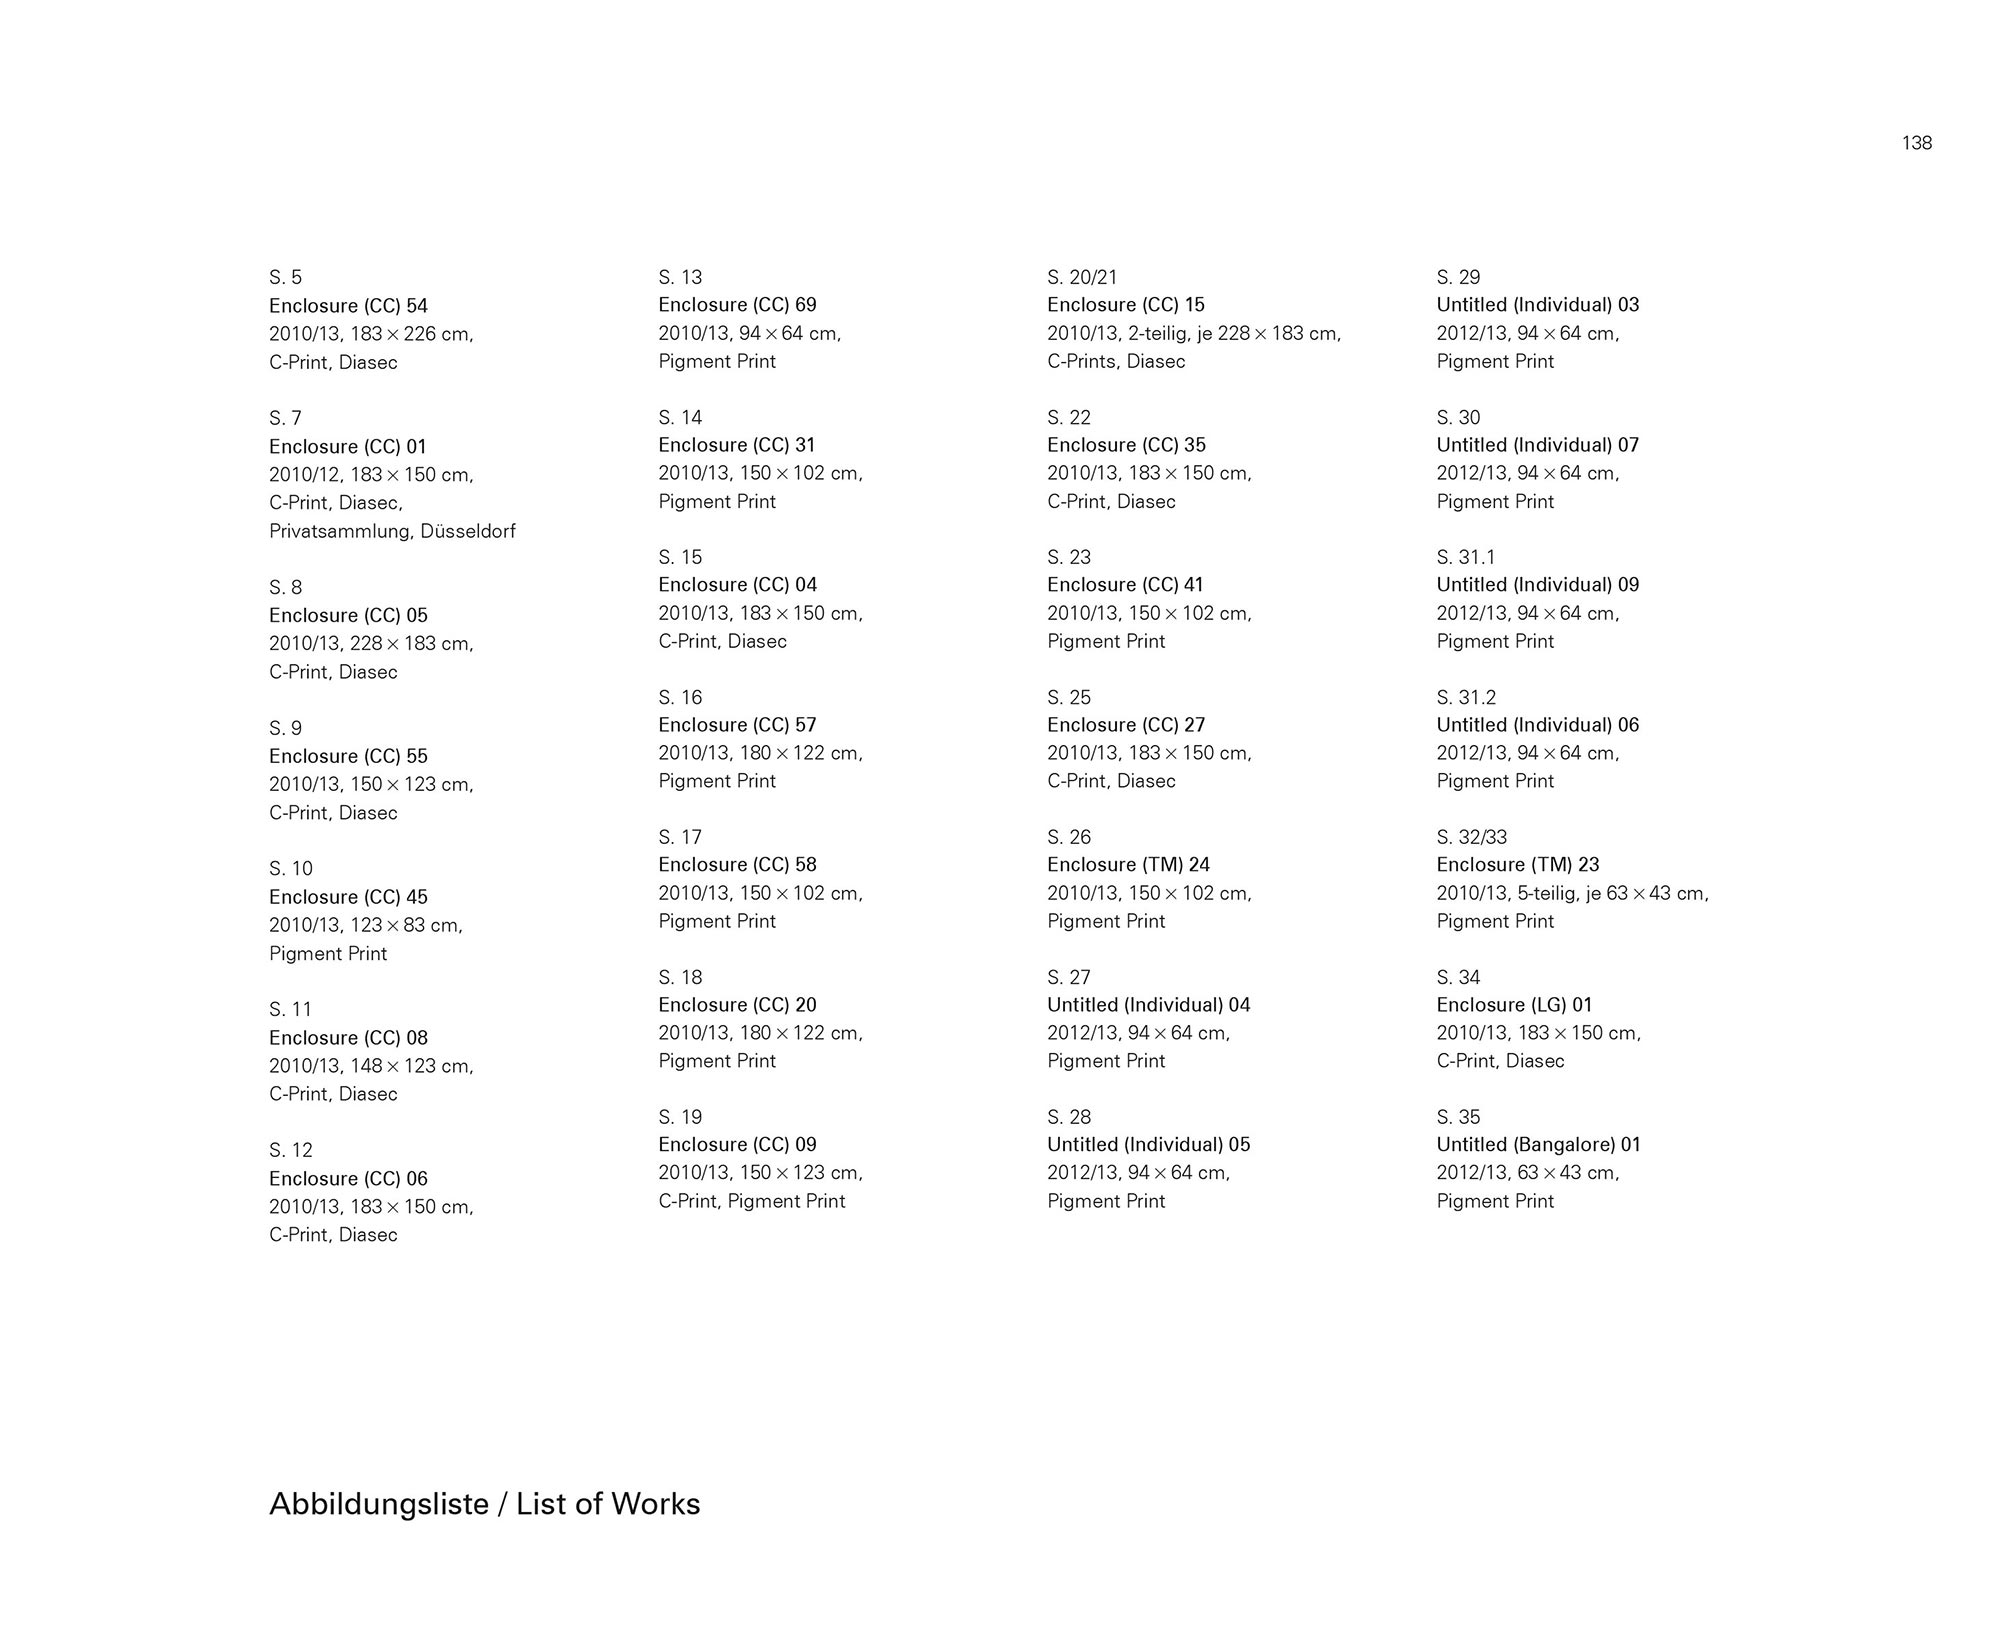 138
S. 5
Enclosure (CC) 54
2010/13, 183 × 226 cm,
C-Print, Diasec
S. 7
Enclosure (CC) 01
2010/12, 183 × 150 cm,
C-Print, Diasec,
Privatsammlung, Düsseldorf
S. 8
Enclosure (CC) 05
2010/13, 228 × 183 cm,
C-Print, Diasec
S. 9
Enclosure (CC) 55
2010/13, 150 × 123 cm,
C-Print, Diasec
S. 10
Enclosure (CC) 45
2010/13, 123 × 83 cm,
Pigment Print
S. 11
Enclosure (CC) 08
2010/13, 148 × 123 cm,
C-Print, Diasec
S. 12
Enclosure (CC) 06
2010/13, 183 × 150 cm,
C-Print, Diasec
S. 13
Enclosure (CC) 69
2010/13, 94 × 64 cm,
Pigment Print
S. 14
Enclosure (CC) 31
2010/13, 150 × 102 cm,
Pigment Print
S. 15
Enclosure (CC) 04
2010/13, 183 × 150 cm,
C-Print, Diasec
S. 16
Enclosure (CC) 57
2010/13, 180 × 122 cm,
Pigment Print
S. 17
Enclosure (CC) 58
2010/13, 150 × 102 cm,
Pigment Print
S. 18
Enclosure (CC) 20
2010/13, 180 × 122 cm,
Pigment Print
S. 19
Enclosure (CC) 09
2010/13, 150 × 123 cm,
C-Print, Pigment Print
S. 20/21
Enclosure (CC) 15
2010/13, 2-teilig, je 228 × 183 cm,
C-Prints, Diasec
S. 22
Enclosure (CC) 35
2010/13, 183 × 150 cm,
C-Print, Diasec
S. 23
Enclosure (CC) 41
2010/13, 150 × 102 cm,
Pigment Print
S. 25
Enclosure (CC) 27
2010/13, 183 × 150 cm,
C-Print, Diasec
S. 26
Enclosure (TM) 24
2010/13, 150 × 102 cm,
Pigment Print
S. 27
Untitled (Individual) 04
2012/13, 94 × 64 cm,
Pigment Print
S. 28
Untitled (Individual) 05
2012/13, 94 × 64 cm,
Pigment Print
S. 29
Untitled (Individual) 03
2012/13, 94 × 64 cm,
Pigment Print
S. 30
Untitled (Individual) 07
2012/13, 94 × 64 cm,
Pigment Print
S. 31.1
Untitled (Individual) 09
2012/13, 94 × 64 cm,
Pigment Print
S. 31.2
Untitled (Individual) 06
2012/13, 94 × 64 cm,
Pigment Print
S. 32/33
Enclosure (TM) 23
2010/13, 5-teilig, je 63 × 43 cm,
Pigment Print
S. 34
Enclosure (LG) 01
2010/13, 183 × 150 cm,
C-Print, Diasec
S. 35
Untitled (Bangalore) 01
2012/13, 63 × 43 cm,
Pigment Print
Abbildungsliste / List of Works